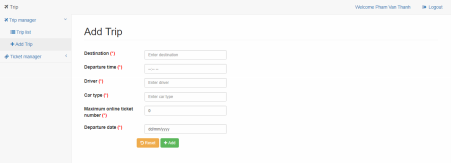 Trip
Welcome Pham Van Thanh
Logout
Trip manager
Trip list
Add Trip
Ticket manager
Add Trip
Destination (*)
Enter destination
Departure time (*)
--:-- --
Driver (*)
Enter driver
Car type (*)
Enter car type
Maximum online ticket
number (*)
0
Departure date (*)
dd/mm/yyyy
Reset
Add